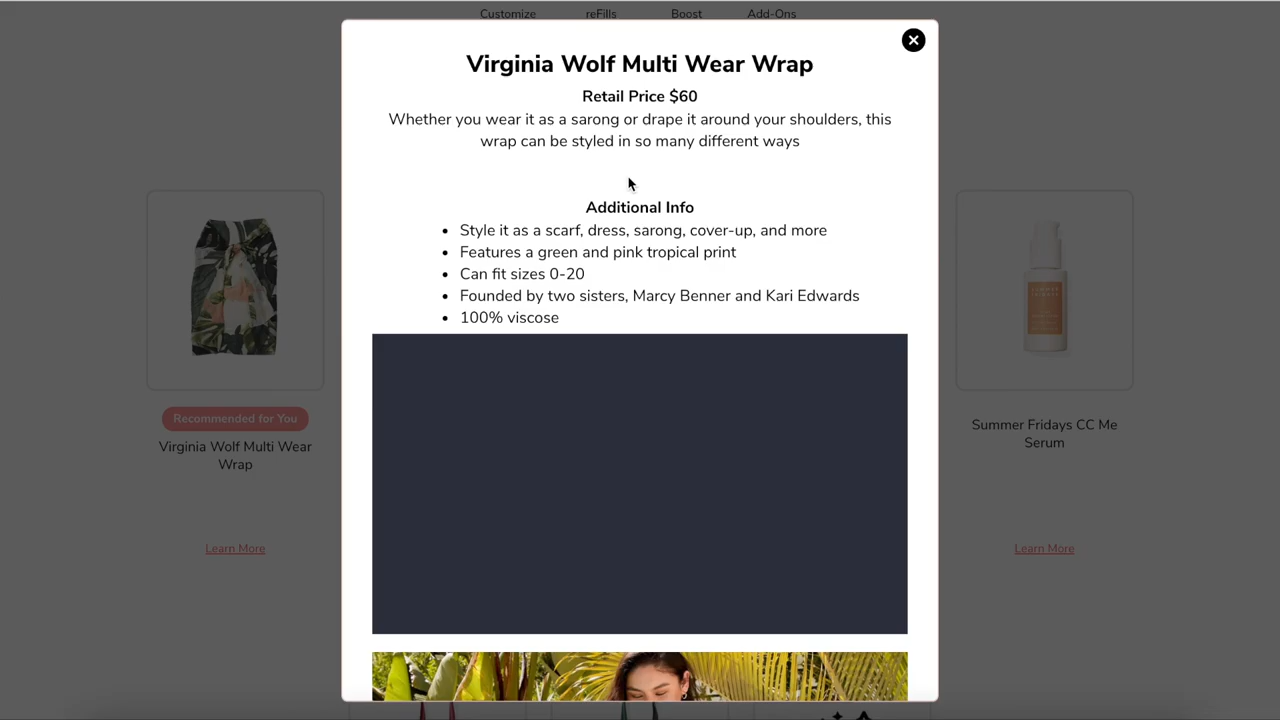 Customize reFills Boost Add-Ons
Virginia Wolf Multi Wear Wrap
Retail Price $60
Whether you wear it as a sarong or drape it around your shoulders, this
wrap can be styled in so many different ways
Additional Info
• Style it as a scarf, dress, sarong, cover-up, and more
• Features a green and pink tropical print
• Can fit sizes 0-20
• Founded by two sisters, Marcy Benner and Kari Edwards
• 100% viscose
Recommended for You
Virginia Wolf Multi Wear
Wrap
Learn More
SUMMER
FRIDAYS
Summer Fridays CC Me
Serum
Learn More